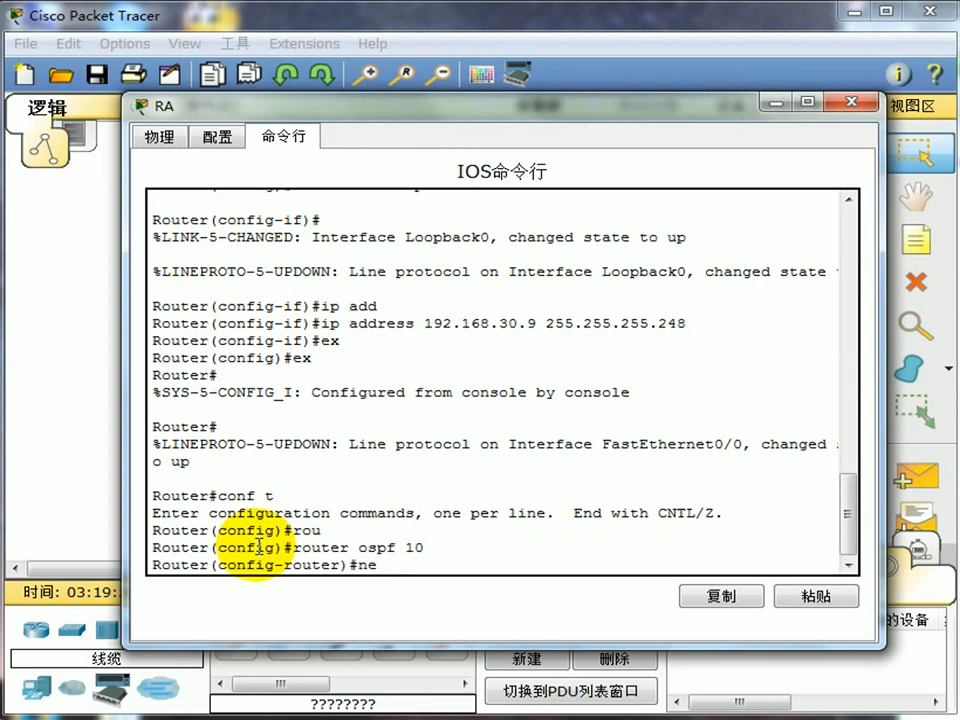 Cisco Packet Tracer
File Edit Options View 工具 Extensions Help
逻辑
RA
视图区
物理 配置 命令行
IOS命令行
Router(config-if)#
%LINK-5-CHANGED: Interface Loopback0, changed state to up
%LINEPROTO-5-UPDOWN: Line protocol on Interface Loopback0, changed state
Router(config-if)#ip add
Router(config-if)#ip address 192.168.30.9 255.255.255.248
Router(config-if)#ex
Router(config)#ex
Router#
%SYS-5-CONFIG_I: Configured from console by console
Router#
%LINEPROTO-5-UPDOWN: Line protocol on Interface FastEthernet0/0, changed
o up
Router#conf t
Enter configuration commands, one per line. End with CNTL/Z.
Router(config)#rou
Router(config)#router ospf 10
Router(config-router)#ne
复制 粘贴
时间: 03:19:
的设备
线缆
新建 删除
切换到PDU列表窗口
????????